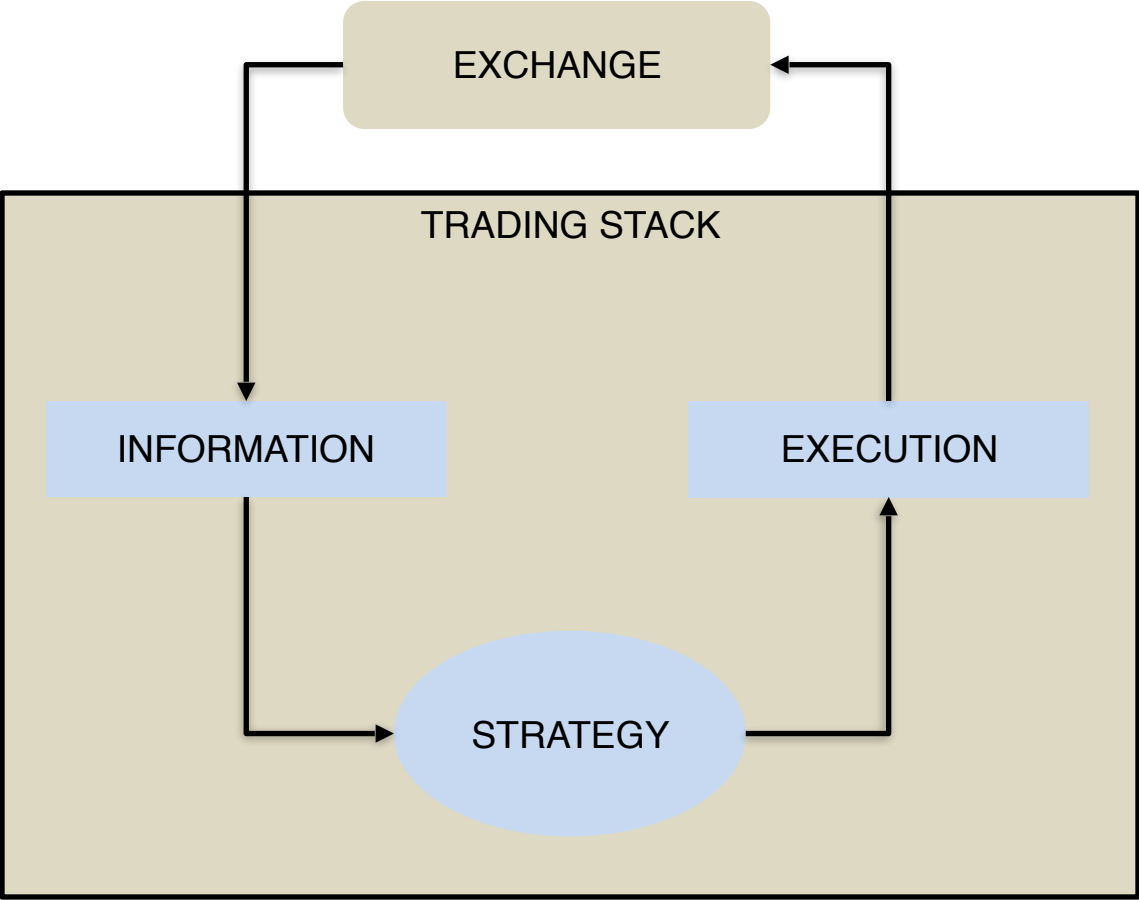 EXCHANGE
TRADING STACK
INFORMATION
EXECUTION
STRATEGY